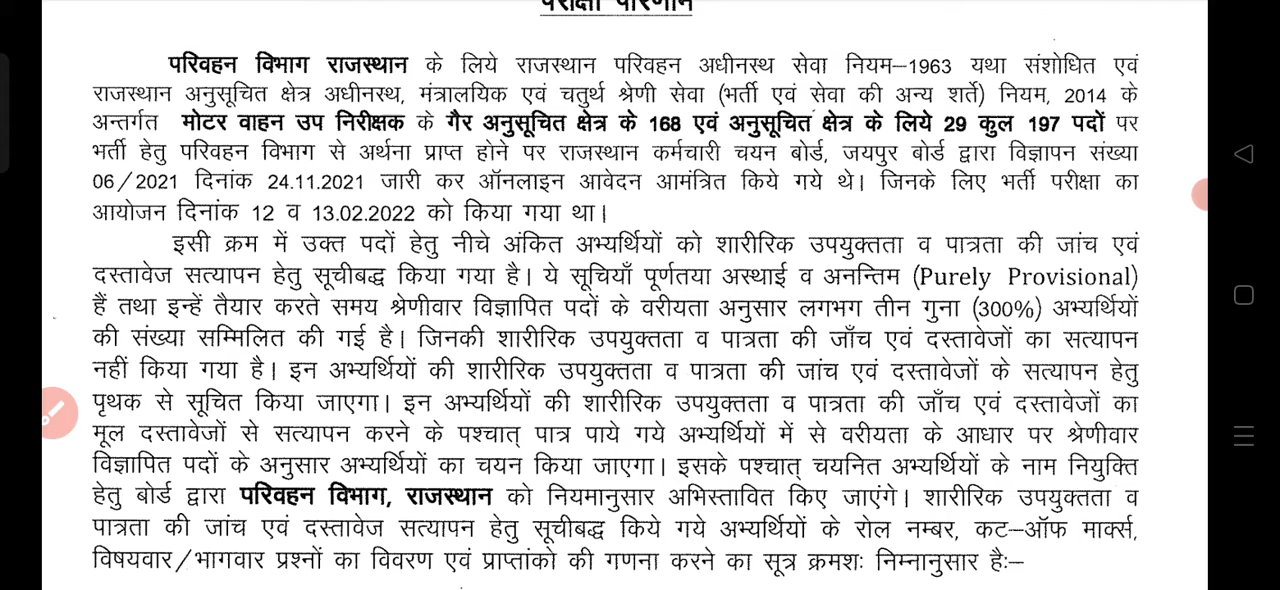 परीक्षा परिणाम
परिवहन विभाग राजस्थान के लिये राजस्थान परिवहन अधीनस्थ सेवा नियम–1963 यथा संशोधित एवं
राजस्थान अनुसूचित क्षेत्र अधीनस्थ, मंत्रालयिक एवं चतुर्थ श्रेणी सेवा (भर्ती एवं सेवा की अन्य शर्ते) नियम, 2014 के
अन्तर्गत मोटर वाहन उप निरीक्षक के गैर अनुसूचित क्षेत्र के 168 एवं अनुसूचित क्षेत्र के लिये 29 कुल 197 पदों पर
भर्ती हेतु परिवहन विभाग से अर्थना प्राप्त होने पर राजस्थान कर्मचारी चयन बोर्ड, जयपुर बोर्ड द्वारा विज्ञापन संख्या
06/2021 दिनांक 24.11.2021 जारी कर ऑनलाइन आवेदन आमंत्रित किये गये थे। जिनके लिए भर्ती परीक्षा का
आयोजन दिनांक 12 व 13.02.2022 को किया गया था।
इसी क्रम में उक्त पदों हेतु नीचे अंकित अभ्यर्थियों को शारीरिक उपयुक्तता व पात्रता की जांच एवं
दस्तावेज सत्यापन हेतु सूचीबद्ध किया गया है। ये सूचियाँ पूर्णतया अस्थाई व अनन्तिम (Purely Provisional)
हैं तथा इन्हें तैयार करते समय श्रेणीवार विज्ञापित पदों के वरीयता अनुसार लगभग तीन गुना (300%) अभ्यर्थियों
की संख्या सम्मिलित की गई है। जिनकी शारीरिक उपयुक्तता व पात्रता की जाँच एवं दस्तावेजों का सत्यापन
नहीं किया गया है। इन अभ्यर्थियों की शारीरिक उपयुक्तता व पात्रता की जांच एवं दस्तावेजों के सत्यापन हेतु
पृथक से सूचित किया जाएगा। इन अभ्यर्थियों की शारीरिक उपयुक्तता व पात्रता की जाँच एवं दस्तावेजों का
मूल दस्तावेजों से सत्यापन करने के पश्चात् पात्र पाये गये अभ्यर्थियों में से वरीयता के आधार पर श्रेणीवार
विज्ञापित पदों के अनुसार अभ्यर्थियों का चयन किया जाएगा। इसके पश्चात् चयनित अभ्यर्थियों के नाम नियुक्ति
हेतु बोर्ड द्वारा परिवहन विभाग, राजस्थान को नियमानुसार अभिस्तावित किए जाएंगे। शारीरिक उपयुक्तता व
पात्रता की जांच एवं दस्तावेज सत्यापन हेतु सूचीबद्ध किये गये अभ्यर्थियों के रोल नम्बर, कट–ऑफ मार्क्स,
विषयवार/भागवार प्रश्नों का विवरण एवं प्राप्तांको की गणना करने का सूत्र क्रमशः निम्नानुसार हैः–